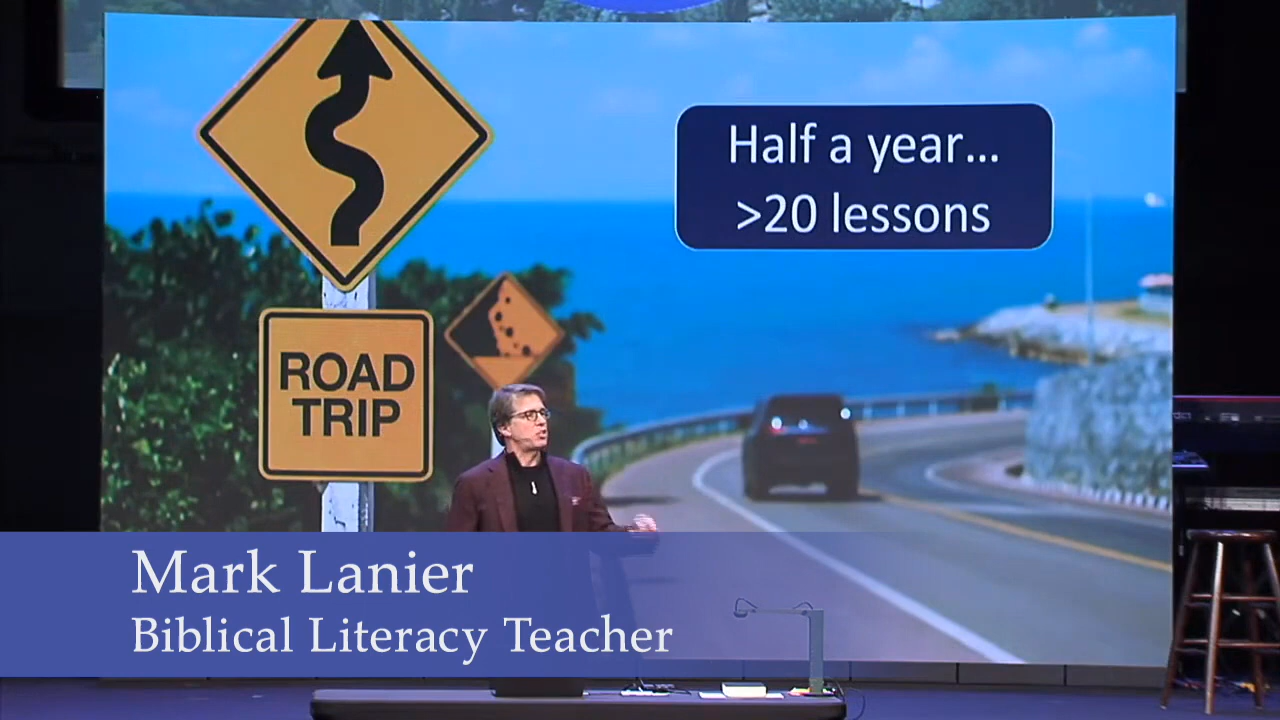 Half a year...
>20 lessons
ROAD
TRIP
Mark Lanier
Biblical Literacy Teacher